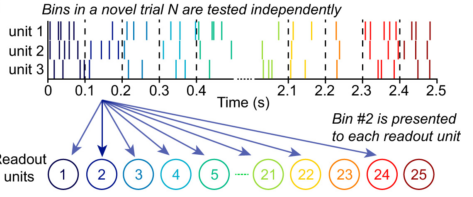 Bins in a novel trial N are tested independently
unit 1
unit 2
unit 3
0 0.1 0.2 0.3 0.4 2.1 2.2 2.3 2.4 2.5
Time (s)
Bin #2 is presented
to each readout unit
Readout
units
1 2 3 4 5 21 22 23 24 25